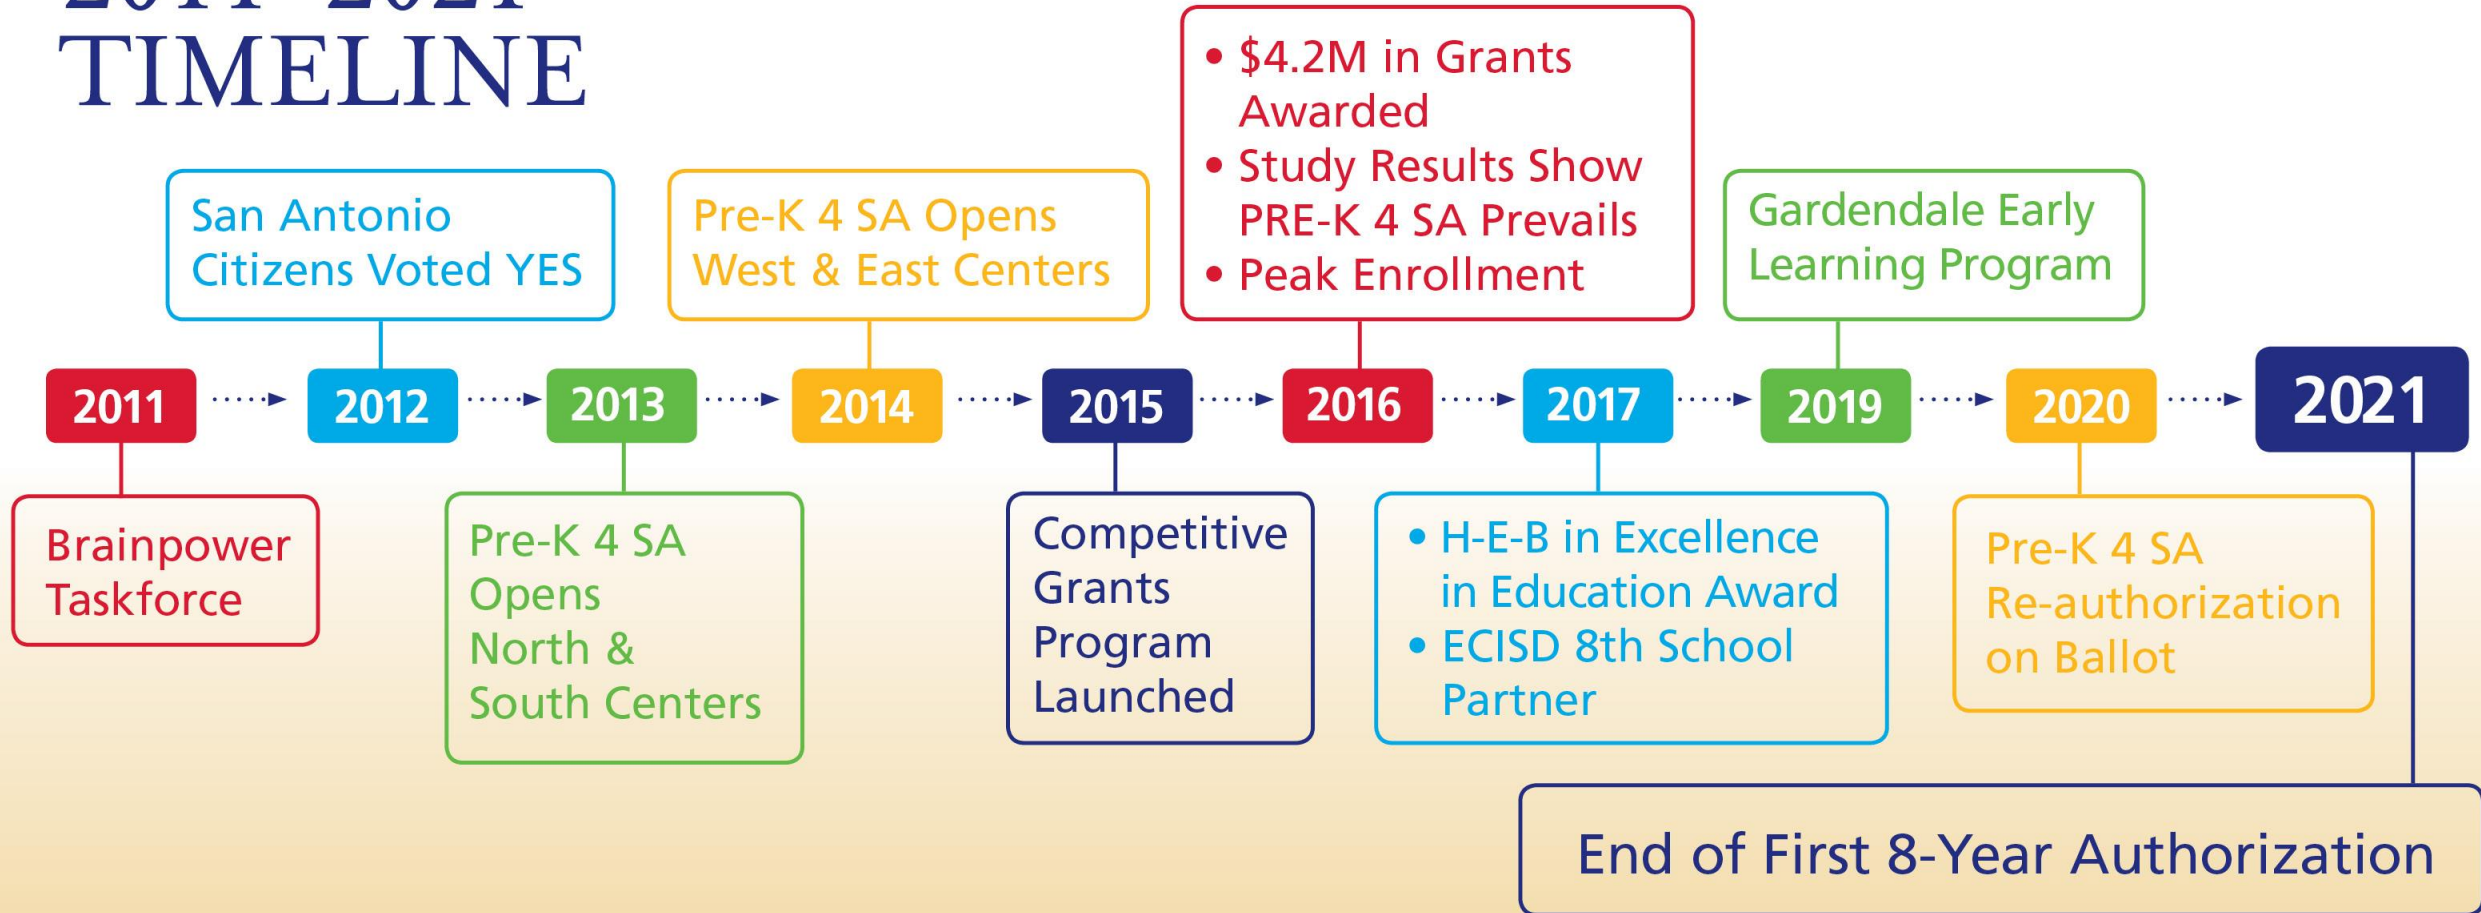 TIMELINE
• $4.2M in Grants
Awarded
• Study Results Show
PRE-K 4 SA Prevails
• Peak Enrollment
San Antonio
Citizens Voted YES
Pre-K 4 SA Opens
West & East Centers
Gardendale Early
Learning Program
2011
2012
2013
2014
2015
2016
2017
2019
2020
2021
Brainpower
Taskforce
Pre-K 4 SA
Opens
North &
South Centers
Competitive
Grants
Program
Launched
• H-E-B in Excellence
in Education Award
• ECISD 8th School
Partner
Pre-K 4 SA
Re-authorization
on Ballot
End of First 8-Year Authorization